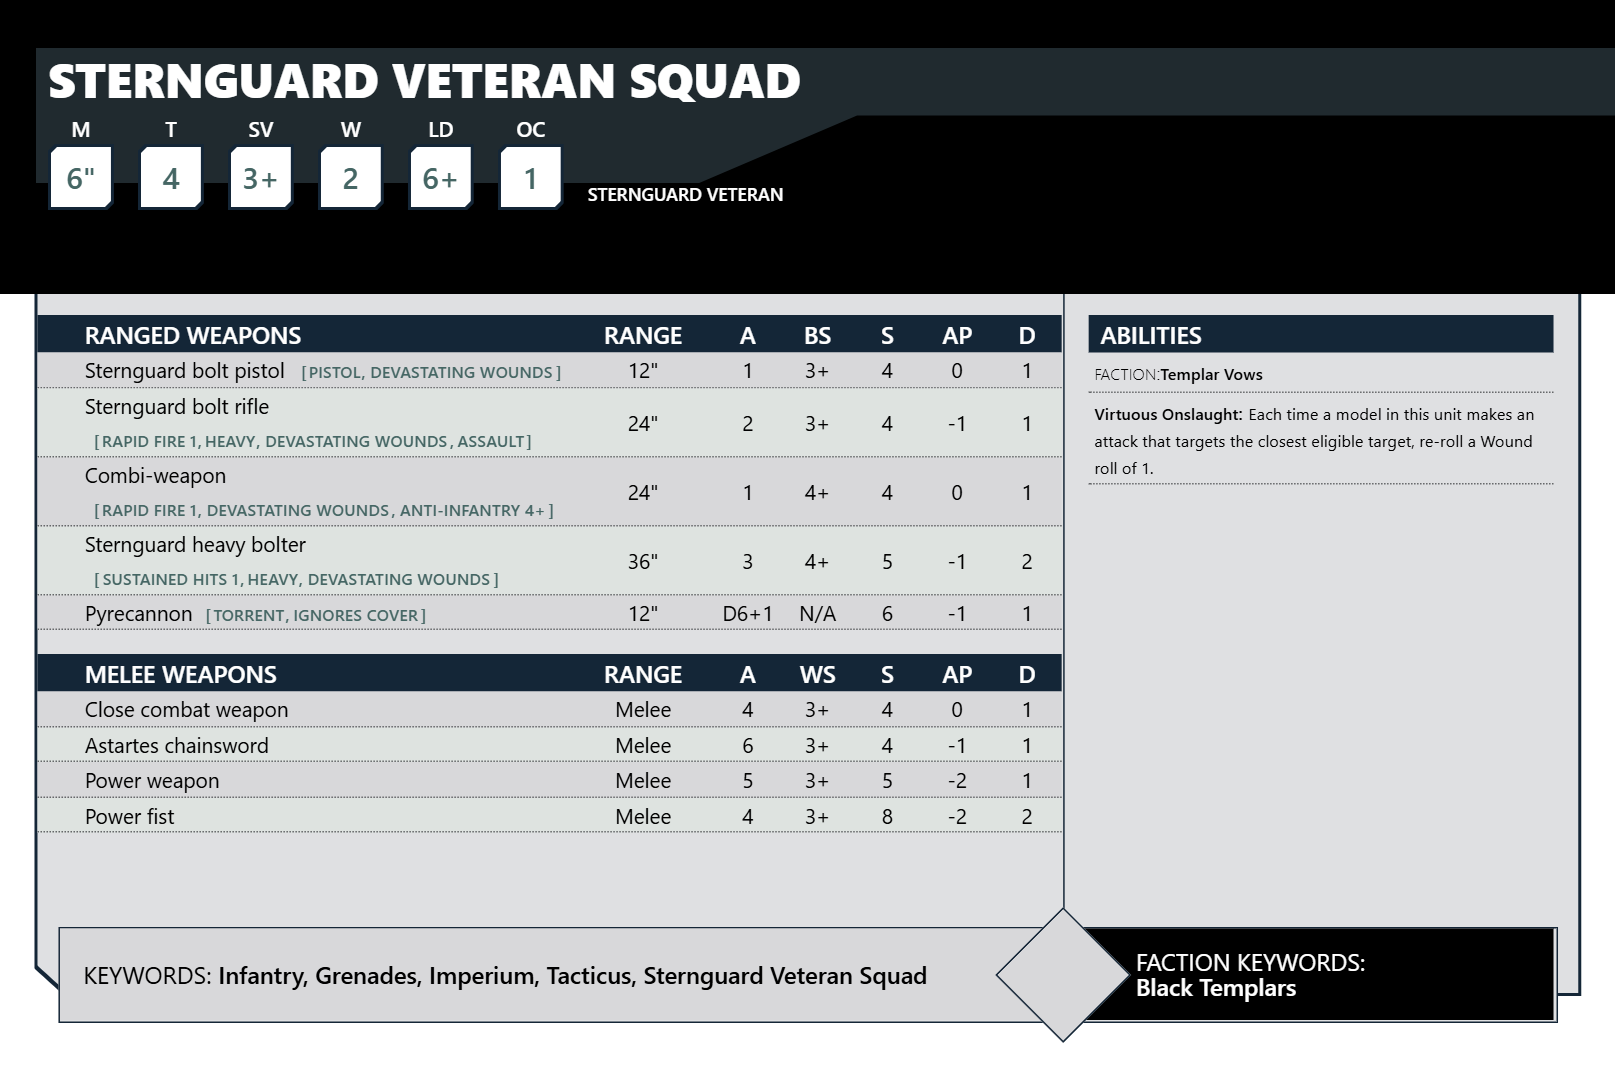 STERNGUARD VETERAN SQUAD
M T SV W LD OC
6" 4 3+ 2 6+ 1
STERNGUARD VETERAN
RANGED WEAPONS RANGE A BS S AP D
Sternguard bolt pistol [PISTOL, DEVASTATING WOUNDS] 12" 1 3+ 4 0 1
Sternguard bolt rifle
[RAPID FIRE 1, HEAVY, DEVASTATING WOUNDS, ASSAULT] 24" 2 3+ 4 -1 1
Combi-weapon
[RAPID FIRE 1, DEVASTATING WOUNDS, ANTI-INFANTRY 4+] 24" 1 4+ 4 0 1
Sternguard heavy bolter
[SUSTAINED HITS 1, HEAVY, DEVASTATING WOUNDS] 36" 3 4+ 5 -1 2
Pyrecannon [TORRENT, IGNORES COVER] 12" D6+1 N/A 6 -1 1
MELEE WEAPONS RANGE A WS S AP D
Close combat weapon Melee 4 3+ 4 0 1
Astartes chainsword Melee 6 3+ 4 -1 1
Power weapon Melee 5 3+ 5 -2 1
Power fist Melee 4 3+ 8 -2 2
ABILITIES
FACTION:Templar Vows
Virtuous Onslaught: Each time a model in this unit makes an
attack that targets the closest eligible target, re-roll a Wound
roll of 1.
KEYWORDS: Infantry, Grenades, Imperium, Tacticus, Sternguard Veteran Squad
FACTION KEYWORDS:
Black Templars